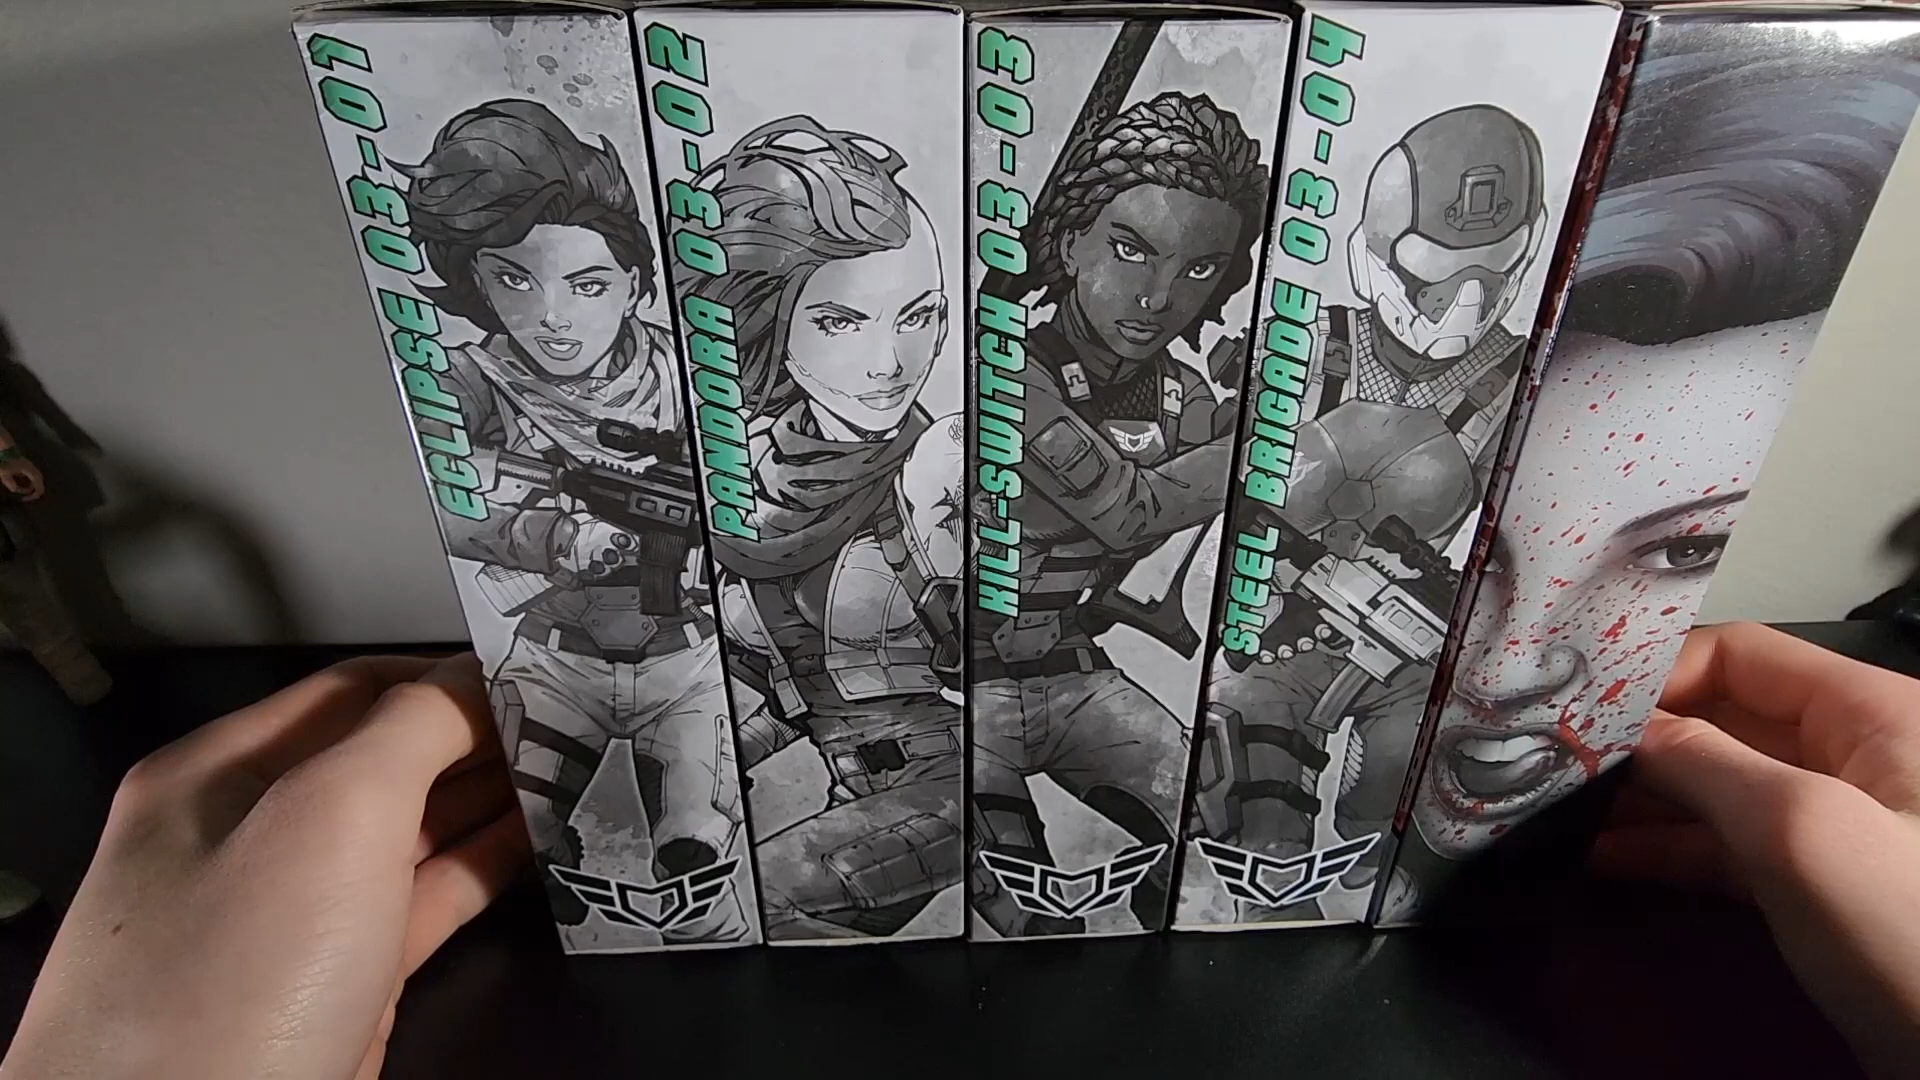 ECLIPSE 03-01
PANDORA 03-02
KILL-SWITCH 03-03
STEEL BRIGADE 03-04